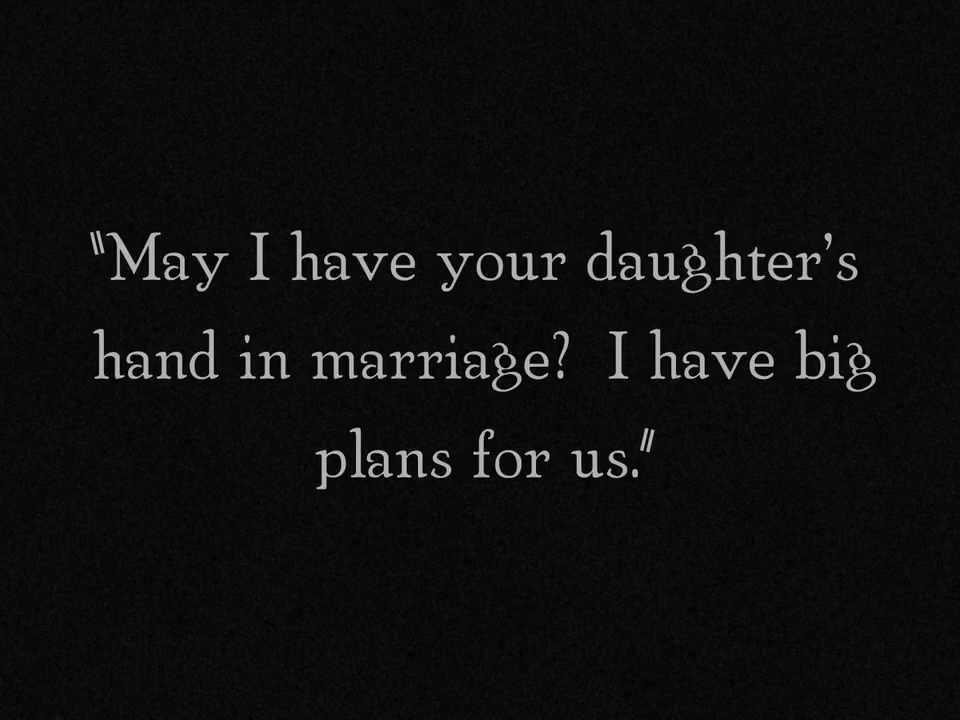 "May I have your daughter’s
hand in marriage?  I have big
plans for us."